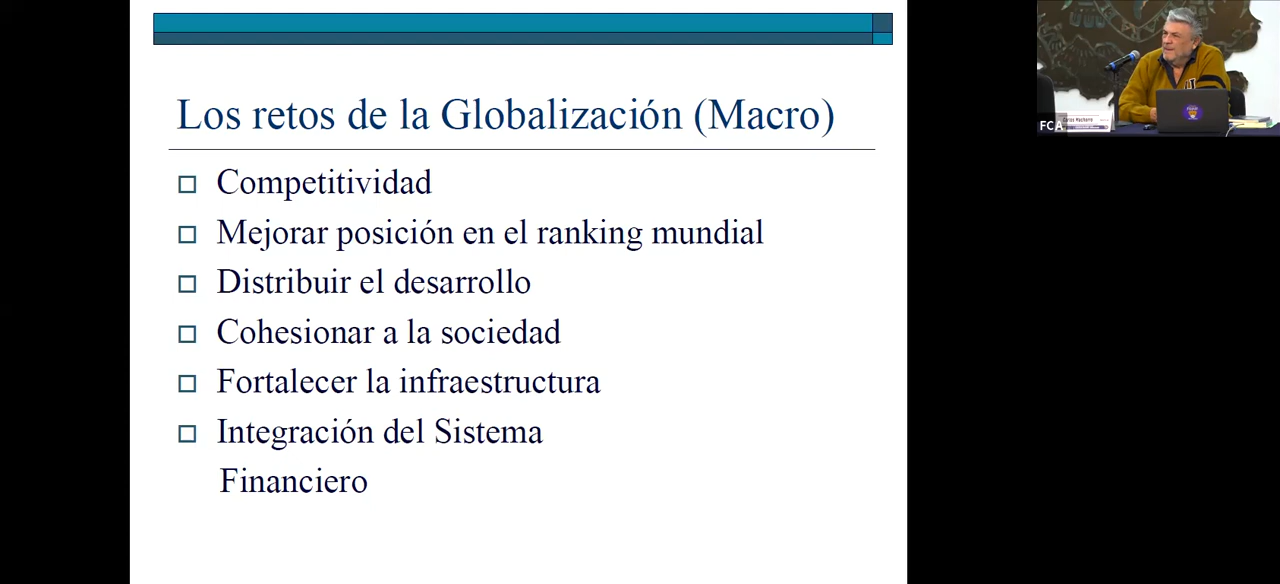 Los retos de la Globalización (Macro)
Competitividad
Mejorar posición en el ranking mundial
Distribuir el desarrollo
Cohesionar a la sociedad
Fortalecer la infraestructura
Integración del Sistema
Financiero
FCA